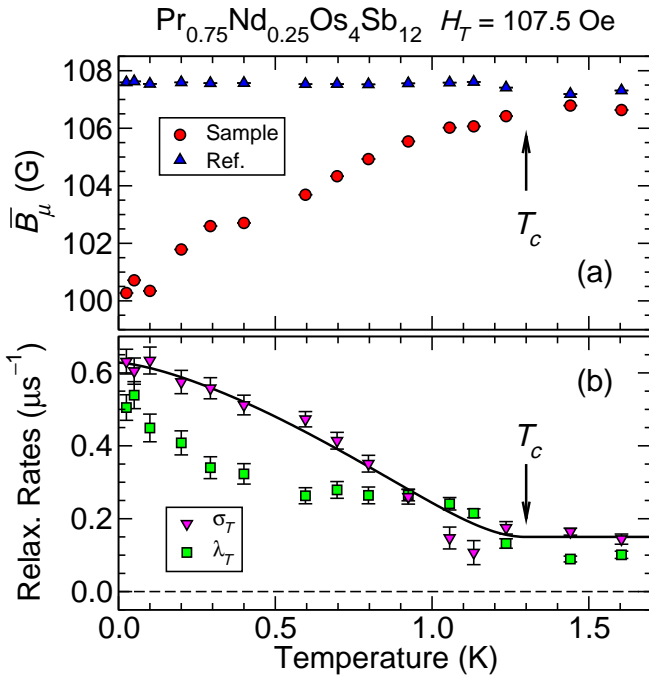 Pr0.75Nd0.25Os4Sb12 HT = 107.5 Oe
108
106
104
102
100
B̅μ (G)
Sample
Ref.
Tc
(a)
0.6
0.4
0.2
0.0
Relax. Rates (μs−1)
(b)
Tc
σT
λT
0.0 0.5 1.0 1.5
Temperature (K)